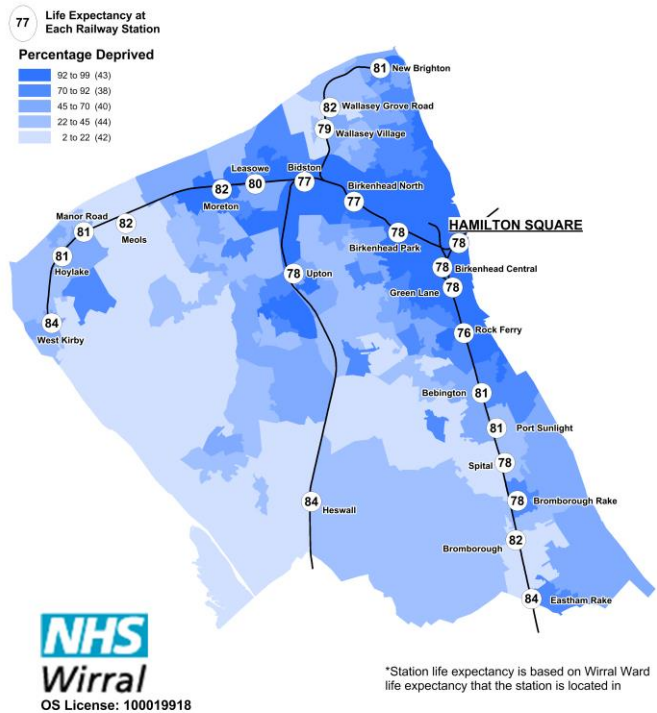 77 Life Expectancy at
Each Railway Station
Percentage Deprived
92 to 99 (43)
70 to 92 (38)
45 to 70 (40)
22 to 45 (44)
2 to 22 (42)
81 New Brighton
82 Wallasey Grove Road
79 Wallasey Village
Leasowe
80
Bidston
77
Birkenhead North
77
82
Moreton
Manor Road
81
82
Meols
81
Hoylake
84
West Kirby
78
Birkenhead Park
HAMILTON SQUARE
78
78 Birkenhead Central
Green Lane 78
78 Upton
76 Rock Ferry
Bebington 81
81 Port Sunlight
Spital 78
78 Bromborough Rake
84 Heswall
Bromborough 82
84 Eastham Rake
NHS
Wirral
OS License: 100019918
*Station life expectancy is based on Wirral Ward
life expectancy that the station is located in